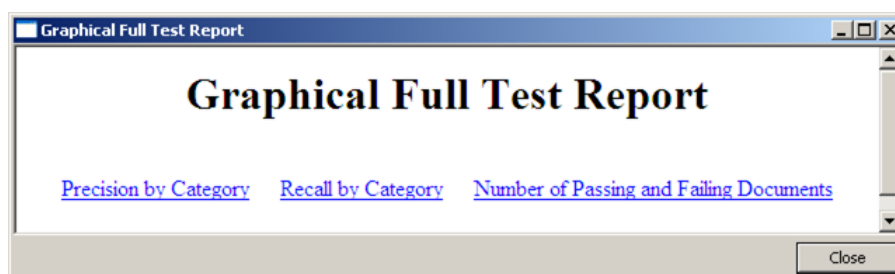 Graphical Full Test Report
Graphical Full Test Report
Precision by Category Recall by Category Number of Passing and Failing Documents
Close